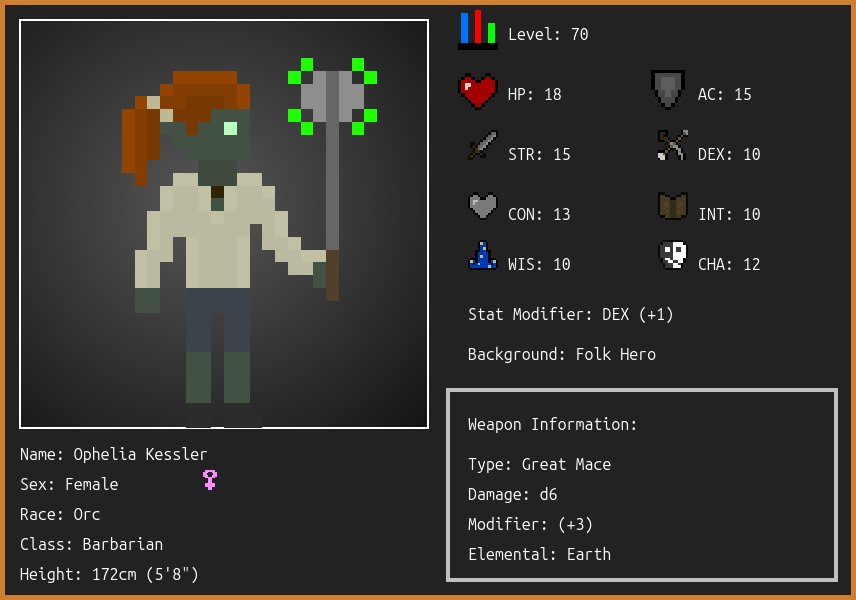 Level: 70
HP: 18
AC: 15
STR: 15
DEX: 10
CON: 13
INT: 10
WIS: 10
CHA: 12
Stat Modifier: DEX (+1)
Background: Folk Hero
Weapon Information:
Type: Great Mace
Damage: d6
Modifier: (+3)
Elemental: Earth
Name: Ophelia Kessler
Sex: Female
Race: Orc
Class: Barbarian
Height: 172cm (5'8")